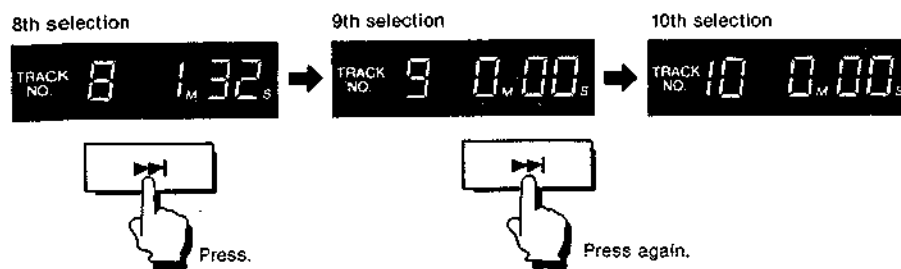 8th selection
9th selection
10th selection
TRACK NO. 8 1M 32S
TRACK NO. 9 0M 00S
TRACK NO. 10 0M 00S
Press.
Press again.